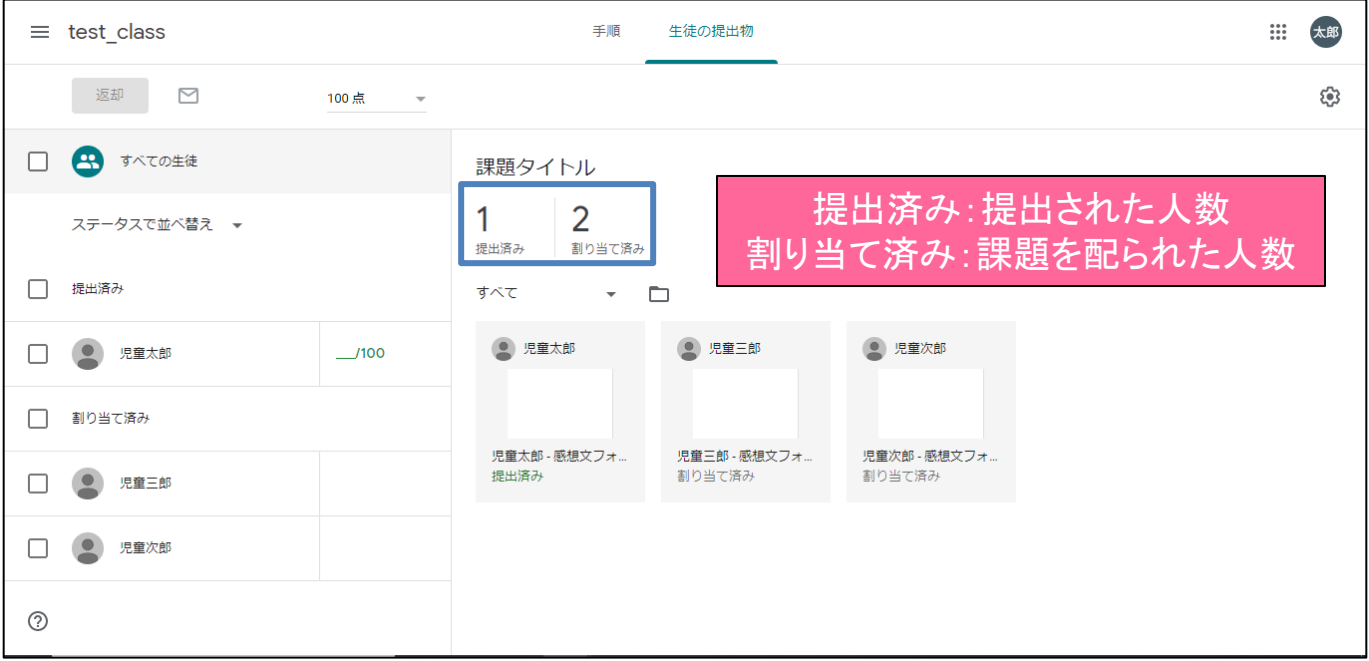 test_class
手順
生徒の提出物
太郎
返却
100 点
すべての生徒
ステータスで並べ替え
提出済み
児童太郎
__/100
割り当て済み
児童三郎
児童次郎
課題タイトル
1
提出済み
2
割り当て済み
提出済み:提出された人数
割り当て済み:課題を配られた人数
すべて
児童太郎
児童太郎 - 感想文フォ...
提出済み
児童三郎
児童三郎 - 感想文フォ...
割り当て済み
児童次郎
児童次郎 - 感想文フォ...
割り当て済み